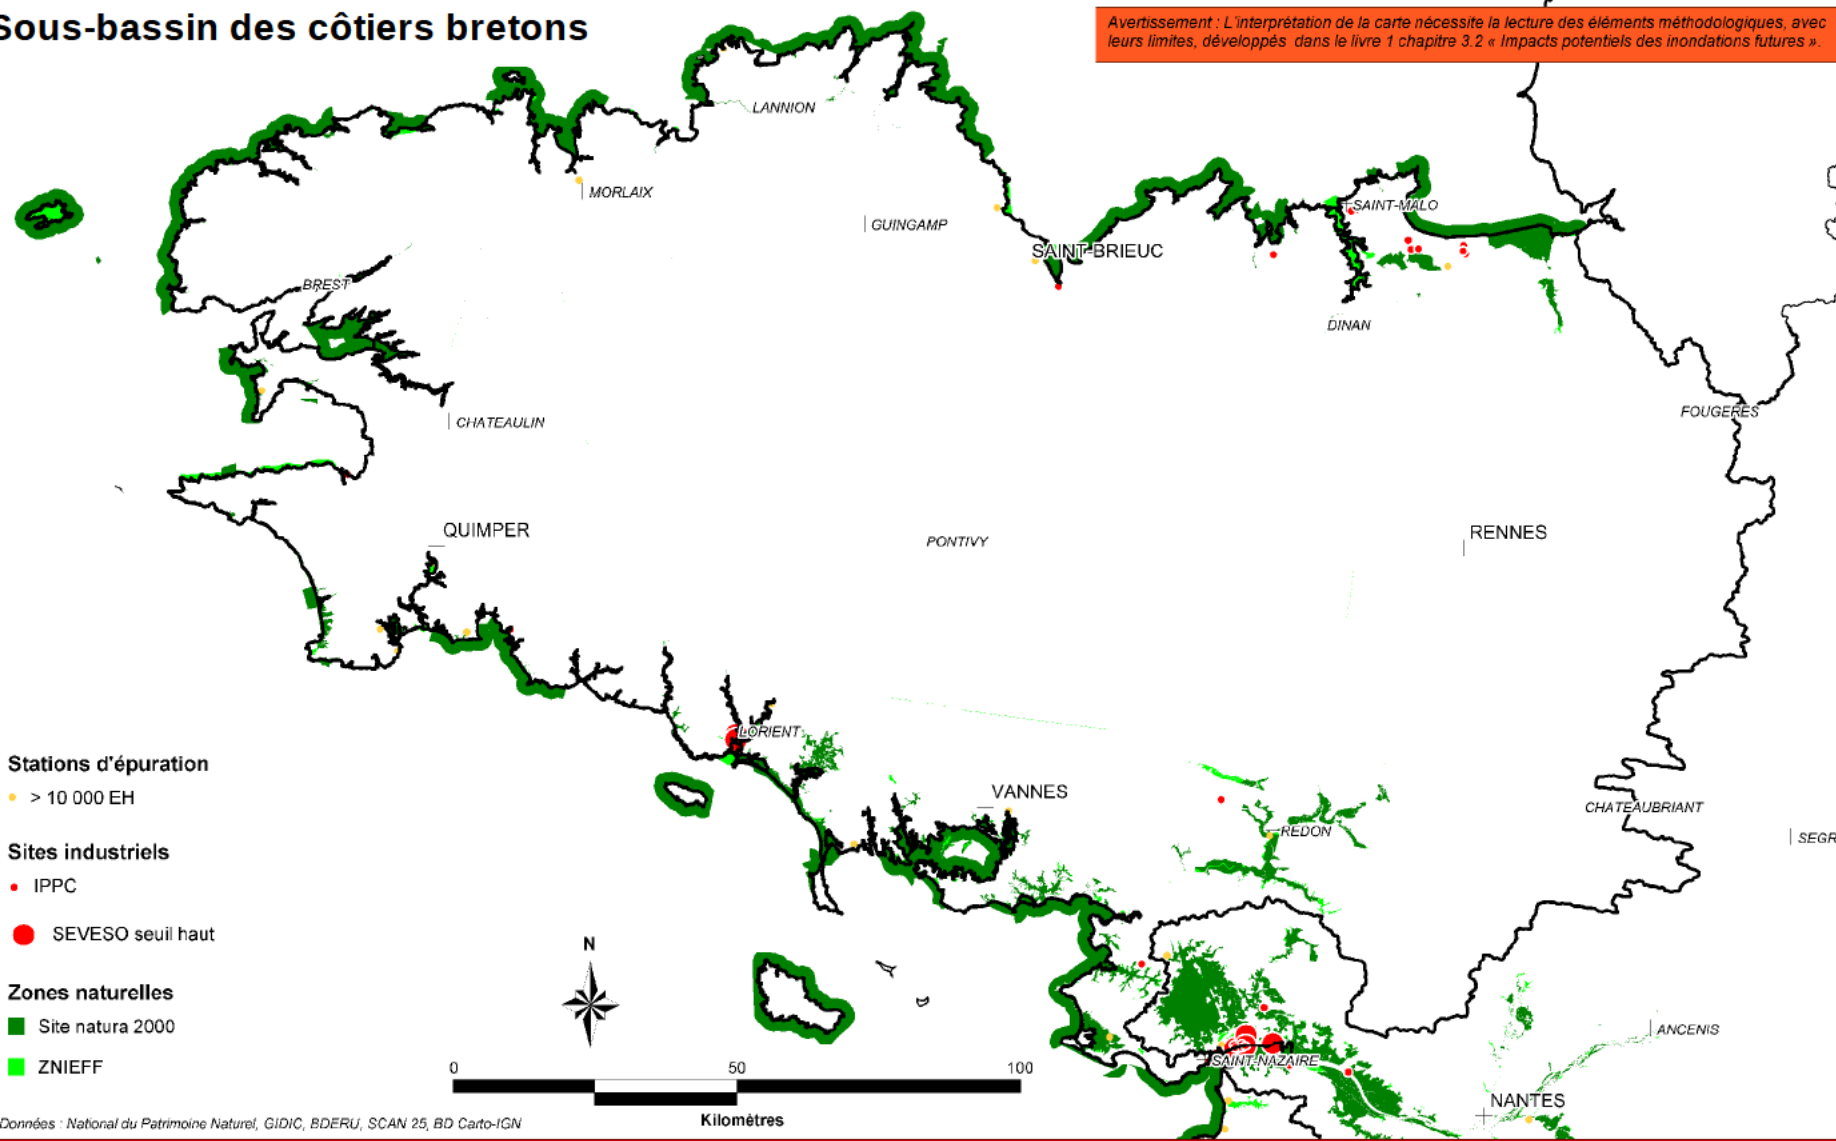 Sous-bassin des côtiers bretons
Avertissement : L'interprétation de la carte nécessite la lecture des éléments méthodologiques, avec
leurs limites, développés dans le livre 1 chapitre 3.2 « Impacts potentiels des inondations futures ».
LANNION
MORLAIX
GUINGAMP
SAINT-MALO
SAINT-BRIEUC
BREST
DINAN
FOUGERES
CHATEAULIN
QUIMPER
RENNES
PONTIVY
LORIENT
VANNES
CHATEAUBRIANT
REDON
SEGR
ANCENIS
SAINT-NAZAIRE
NANTES
Stations d'épuration
> 10 000 EH
Sites industriels
IPPC
SEVESO seuil haut
Zones naturelles
Site natura 2000
ZNIEFF
N
0 50 100
Kilomètres
Données : National du Patrimoine Naturel, GIDIC, BDERU, SCAN 25, BD Carto-IGN